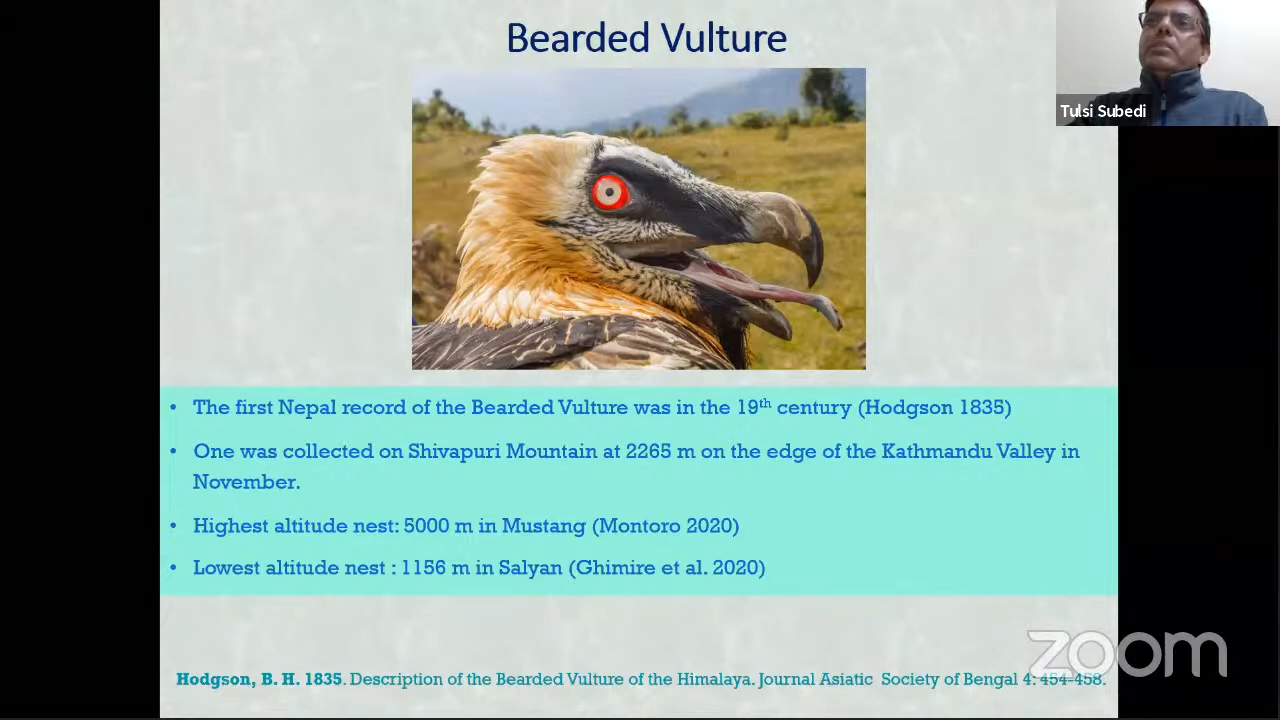 Bearded Vulture
Tulsi Subedi
• The first Nepal record of the Bearded Vulture was in the 19th century (Hodgson 1835)
• One was collected on Shivapuri Mountain at 2265 m on the edge of the Kathmandu Valley in
November.
• Highest altitude nest: 5000 m in Mustang (Montoro 2020)
• Lowest altitude nest : 1156 m in Salyan (Ghimire et al. 2020)
zoom
Hodgson, B. H. 1835. Description of the Bearded Vulture of the Himalaya. Journal Asiatic Society of Bengal 4: 454-458.